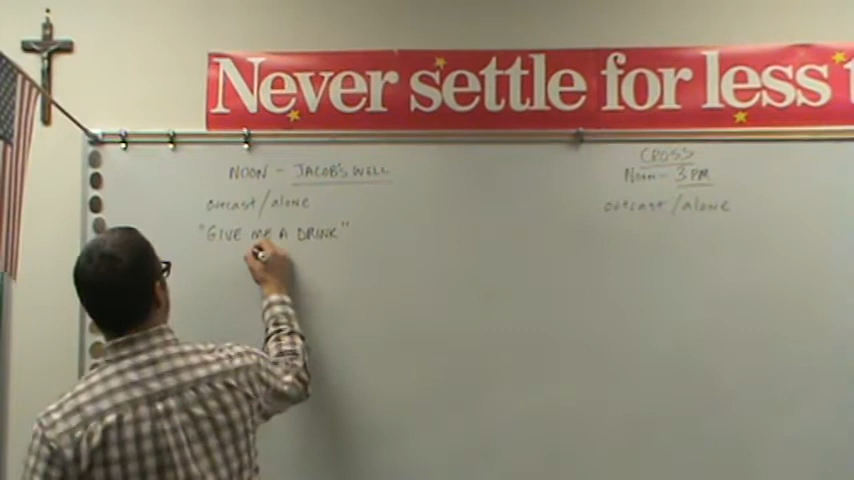 Never settle for less t
NOON - JACOB'S WELL
outcast/alone
"GIVE ME A DRINK"
CROSS
Noon - 3 PM
outcast/alone